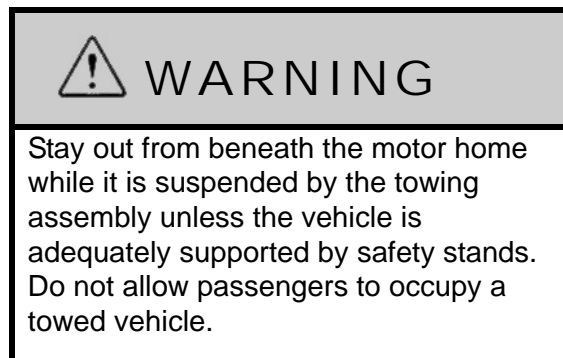 WARNING
Stay out from beneath the motor home
while it is suspended by the towing
assembly unless the vehicle is
adequately supported by safety stands.
Do not allow passengers to occupy a
towed vehicle.